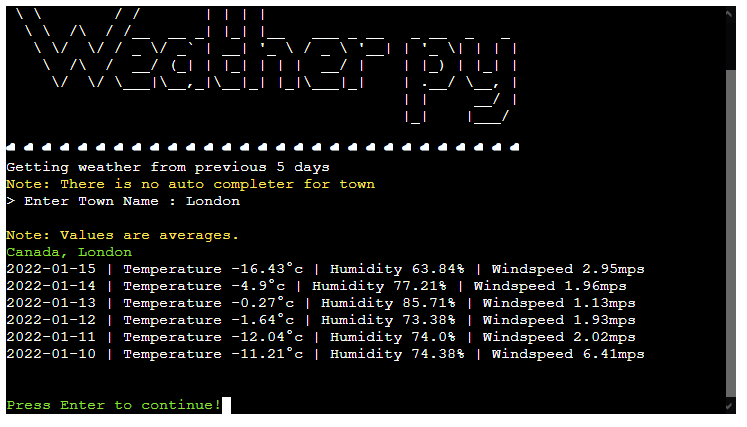 Weather py
Getting weather from previous 5 days
Note: There is no auto completer for town
> Enter Town Name : London
Note: Values are averages.
Canada, London
2022-01-15 | Temperature -16.43°c | Humidity 63.84% | Windspeed 2.95mps
2022-01-14 | Temperature -4.9°c | Humidity 77.21% | Windspeed 1.96mps
2022-01-13 | Temperature -0.27°c | Humidity 85.71% | Windspeed 1.13mps
2022-01-12 | Temperature -1.64°c | Humidity 73.38% | Windspeed 1.93mps
2022-01-11 | Temperature -12.04°c | Humidity 74.0% | Windspeed 2.02mps
2022-01-10 | Temperature -11.21°c | Humidity 74.38% | Windspeed 6.41mps
Press Enter to continue!